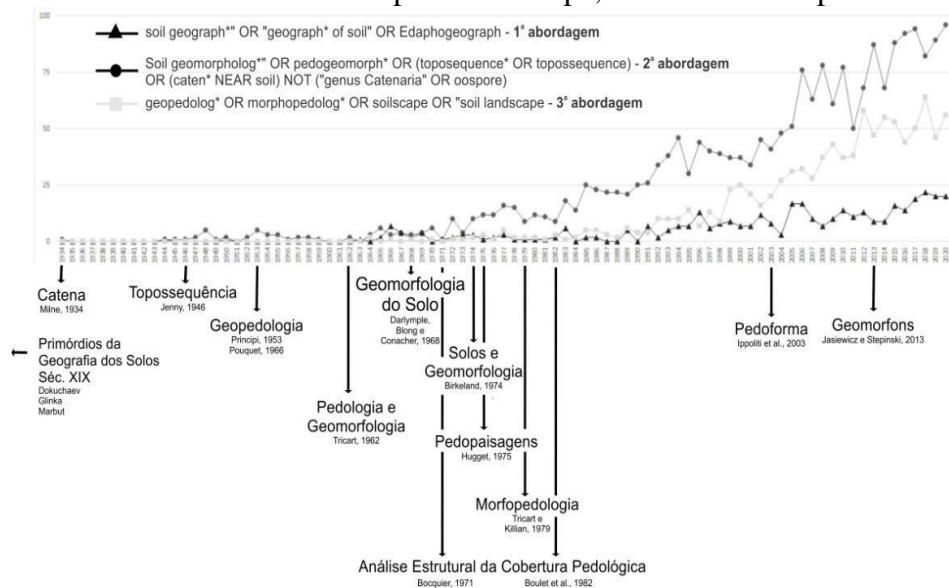 100
75
50
25
0
soil geograph*" OR "geograph* of soil" OR Edaphogeograph - 1ª abordagem
Soil geomorpholog*" OR pedogeomorph* OR (toposequence* OR topossequence) - 2ª abordagem
OR (caten* NEAR soil) NOT ("genus Catenaria" OR oospore)
geopedolog* OR morphopedolog* OR soilscape OR "soil landscape - 3ª abordagem
Catena
Milne, 1934
Topossequência
Jenny, 1946
Geopedologia
Principi, 1953
Pouquet, 1966
Geomorfologia
do Solo
Darlymple,
Blong e
Conacher, 1968
Pedoforma
Ippoliti et al., 2003
Geomorfons
Jasiewicz e Stepinski, 2013
Primórdios da
Geografia dos Solos
Séc. XIX
Dokuchaev
Glinka
Marbut
Solos e
Geomorfologia
Birkeland, 1974
Pedologia e
Geomorfologia
Tricart, 1962
Pedopaisagens
Hugget, 1975
Morfopedologia
Tricart e
Killian, 1979
Análise Estrutural da Cobertura Pedológica
Bocquier, 1971
Boulet et al., 1982